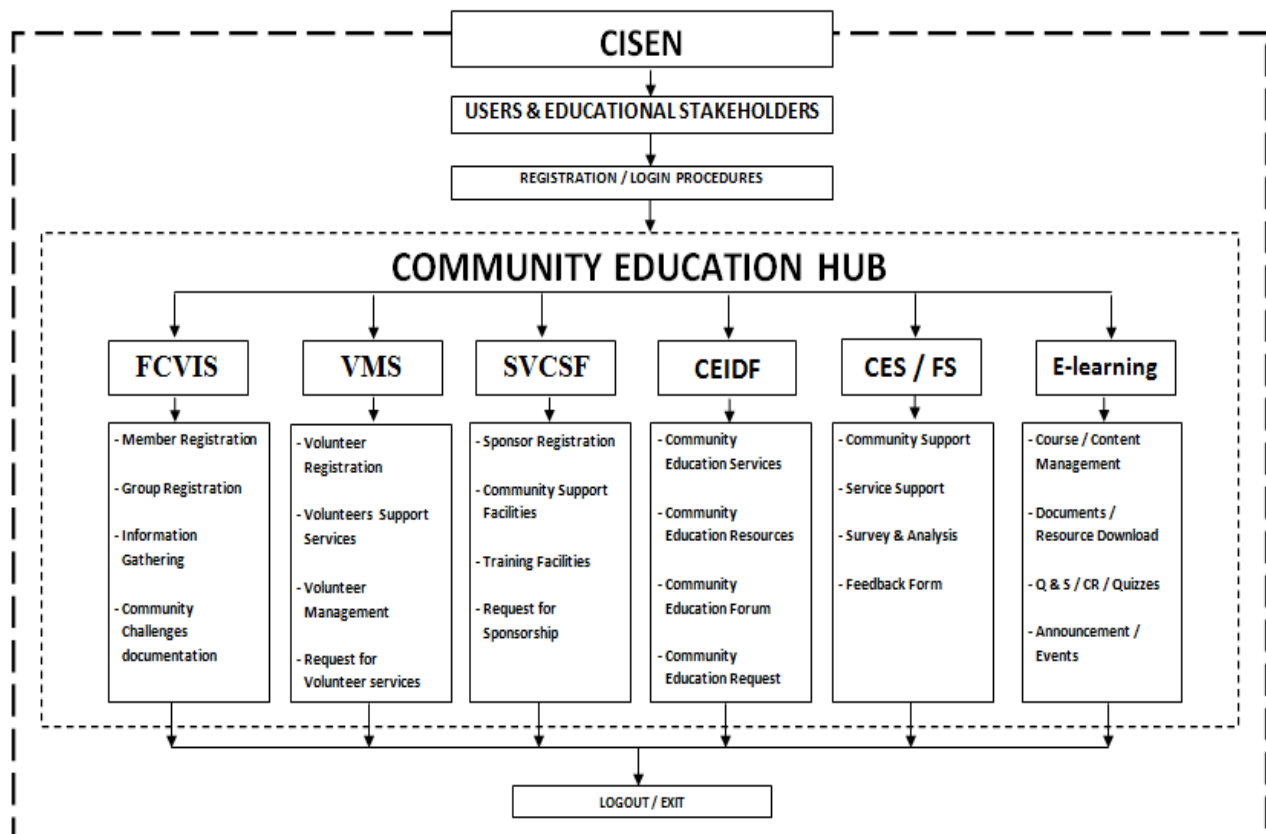 CISEN
USERS & EDUCATIONAL STAKEHOLDERS
REGISTRATION / LOGIN PROCEDURES
COMMUNITY EDUCATION HUB
FCVIS
VMS
SVCSF
CEIDF
CES / FS
E-learning
- Member Registration
- Group Registration
- Information
Gathering
- Community
Challenges
documentation
- Volunteer
Registration
- Volunteers Support
Services
- Volunteer
Management
- Request for
Volunteer services
- Sponsor Registration
- Community Support
Facilities
- Training Facilities
- Request for
Sponsorship
- Community
Education Services
- Community
Education Resources
- Community
Education Forum
- Community
Education Request
- Community Support
- Service Support
- Survey & Analysis
- Feedback Form
- Course / Content
Management
- Documents /
Resource Download
- Q & S / CR / Quizzes
- Announcement /
Events
LOGOUT / EXIT